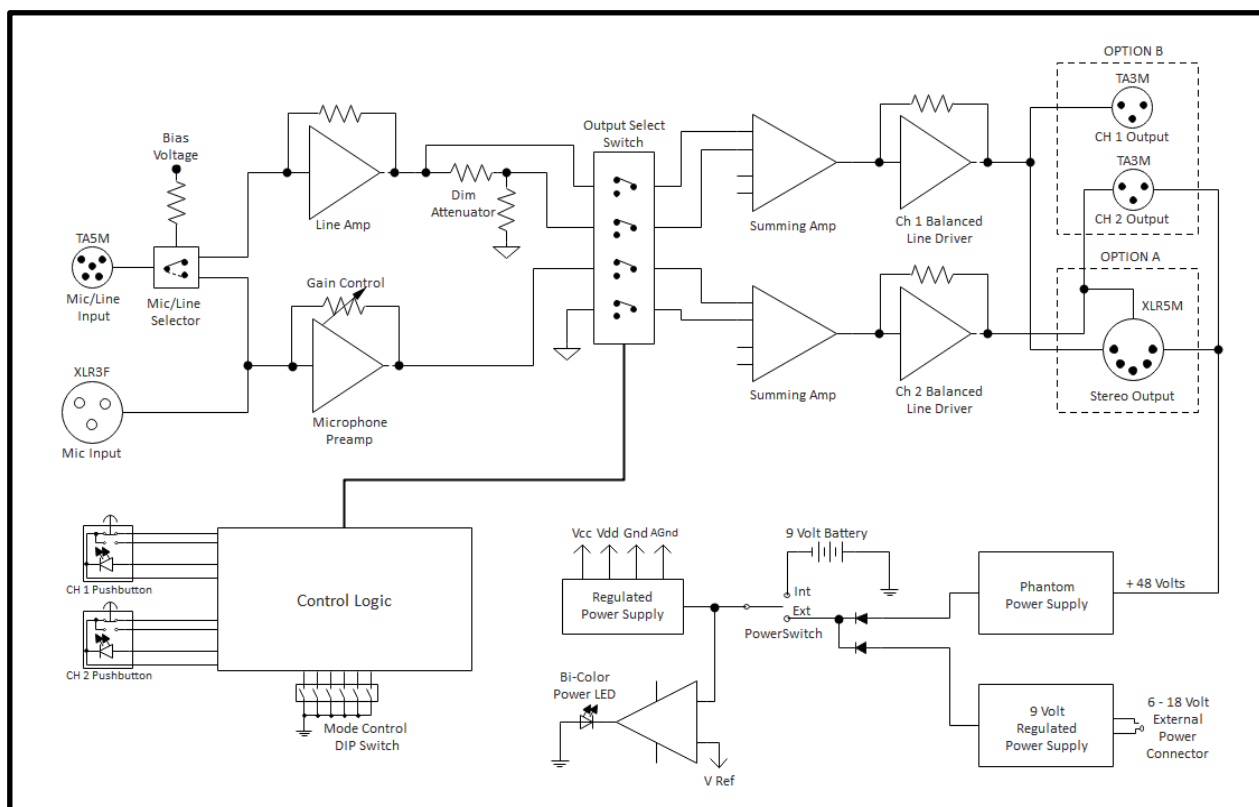 OPTION B
TA3M
CH 1 Output
TA3M
CH 2 Output
OPTION A
XLR5M
Stereo Output
Output Select
Switch
Bias
Voltage
Dim
Attenuator
Line Amp
Summing Amp
Ch 1 Balanced
Line Driver
TA5M
Mic/Line
Input
Mic/Line
Selector
Gain Control
XLR3F
Mic Input
Microphone
Preamp
Summing Amp
Ch 2 Balanced
Line Driver
CH 1 Pushbutton
CH 2 Pushbutton
Control Logic
Mode Control
DIP Switch
Vcc
Vdd
Gnd
AGnd
9 Volt Battery
Regulated
Power Supply
Int
Ext
PowerSwitch
Phantom
Power Supply
+ 48 Volts
Bi-Color
Power LED
V Ref
9 Volt
Regulated
Power Supply
6 - 18 Volt
External
Power
Connector